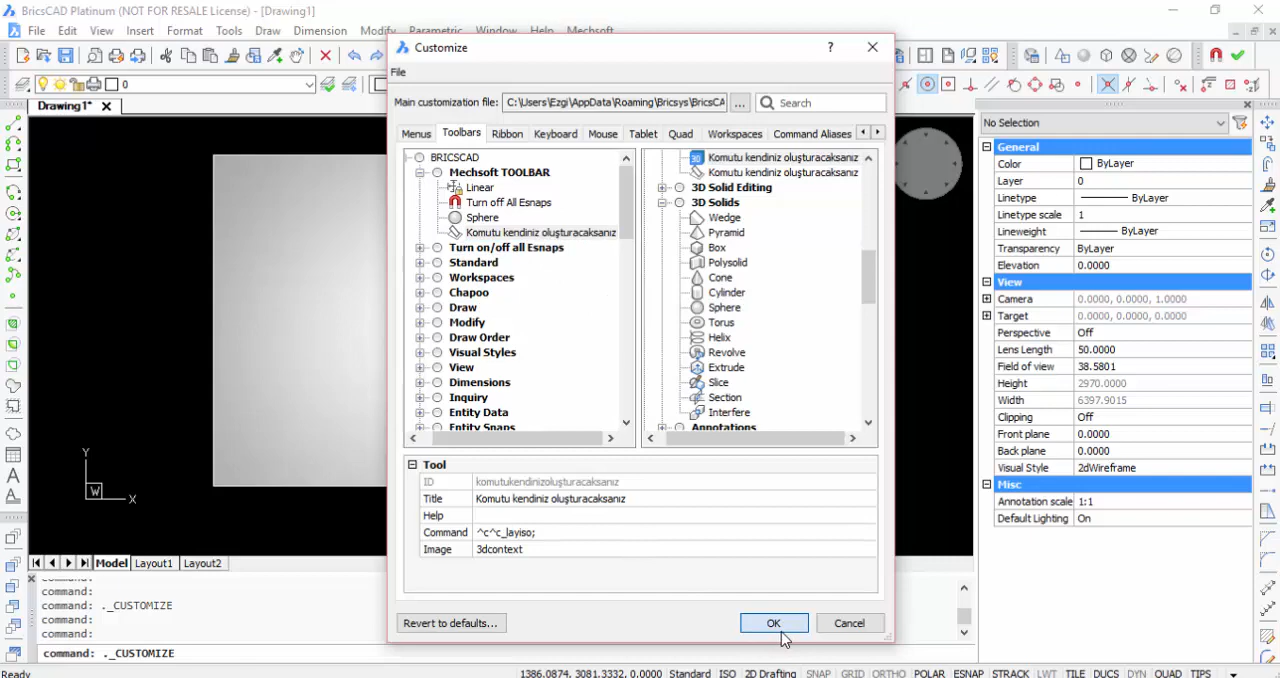 BricsCAD Platinum (NOT FOR RESALE License) - [Drawing1]
File Edit View Insert Format Tools Draw Dimension Modify Parametric Window Help Mechsoft
Customize
?
File
Main customization file: C:\Users\Ezgi\AppData\Roaming\Bricsys\BricsCA ... Search
Menus Toolbars Ribbon Keyboard Mouse Tablet Quad Workspaces Command Aliases
0
Drawing1*
BRICSCAD
Mechsoft TOOLBAR
Linear
Turn off All Esnaps
Sphere
Komutu kendiniz oluşturacaksanız
Turn on/off all Esnaps
Standard
Workspaces
Chapoo
Draw
Modify
Draw Order
Visual Styles
View
Dimensions
Inquiry
Entity Data
Entity Snaps
Komutu kendiniz oluşturacaksanız
Komutu kendiniz oluşturacaksanız
3D Solid Editing
3D Solids
Wedge
Pyramid
Box
Polysolid
Cone
Cylinder
Sphere
Torus
Helix
Revolve
Extrude
Slice
Section
Interfere
Annotations
Tool
ID komutukendinizoluşturacaksanız
Title Komutu kendiniz oluşturacaksanız
Help
Command ^c^c_layiso;
Image 3dcontext
Revert to defaults... OK Cancel
No Selection
General
Color ByLayer
Layer 0
Linetype ByLayer
Linetype scale 1
Lineweight ByLayer
Transparency ByLayer
Elevation 0.0000
View
Camera 0.0000, 0.0000, 1.0000
Target 0.0000, 0.0000, 0.0000
Perspective Off
Lens Length 50.0000
Field of view 38.5801
Height 2970.0000
Width 6397.9015
Clipping Off
Front plane 0.0000
Back plane 0.0000
Visual Style 2dWireframe
Misc
Annotation scale 1:1
Default Lighting On
Y
W X
Model Layout1 Layout2
command:
command:
command: ._CUSTOMIZE
command:
command:
command: ._CUSTOMIZE
Ready 1386.0874, 3081.3332, 0.0000 Standard ISO 2D Drafting SNAP GRID ORTHO POLAR ESNAP STRACK LWT TILE DUCS DYN QUAD TIPS